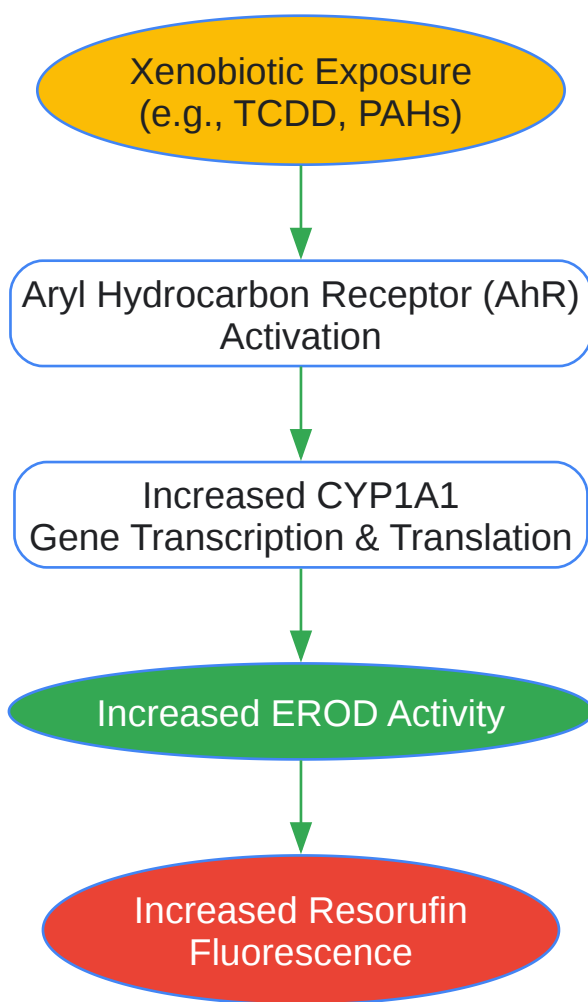 Xenobiotic Exposure
(e.g., TCDD, PAHs)
Aryl Hydrocarbon Receptor (AhR)
Activation
Increased CYP1A1
Gene Transcription & Translation
Increased EROD Activity
Increased Resorufin
Fluorescence